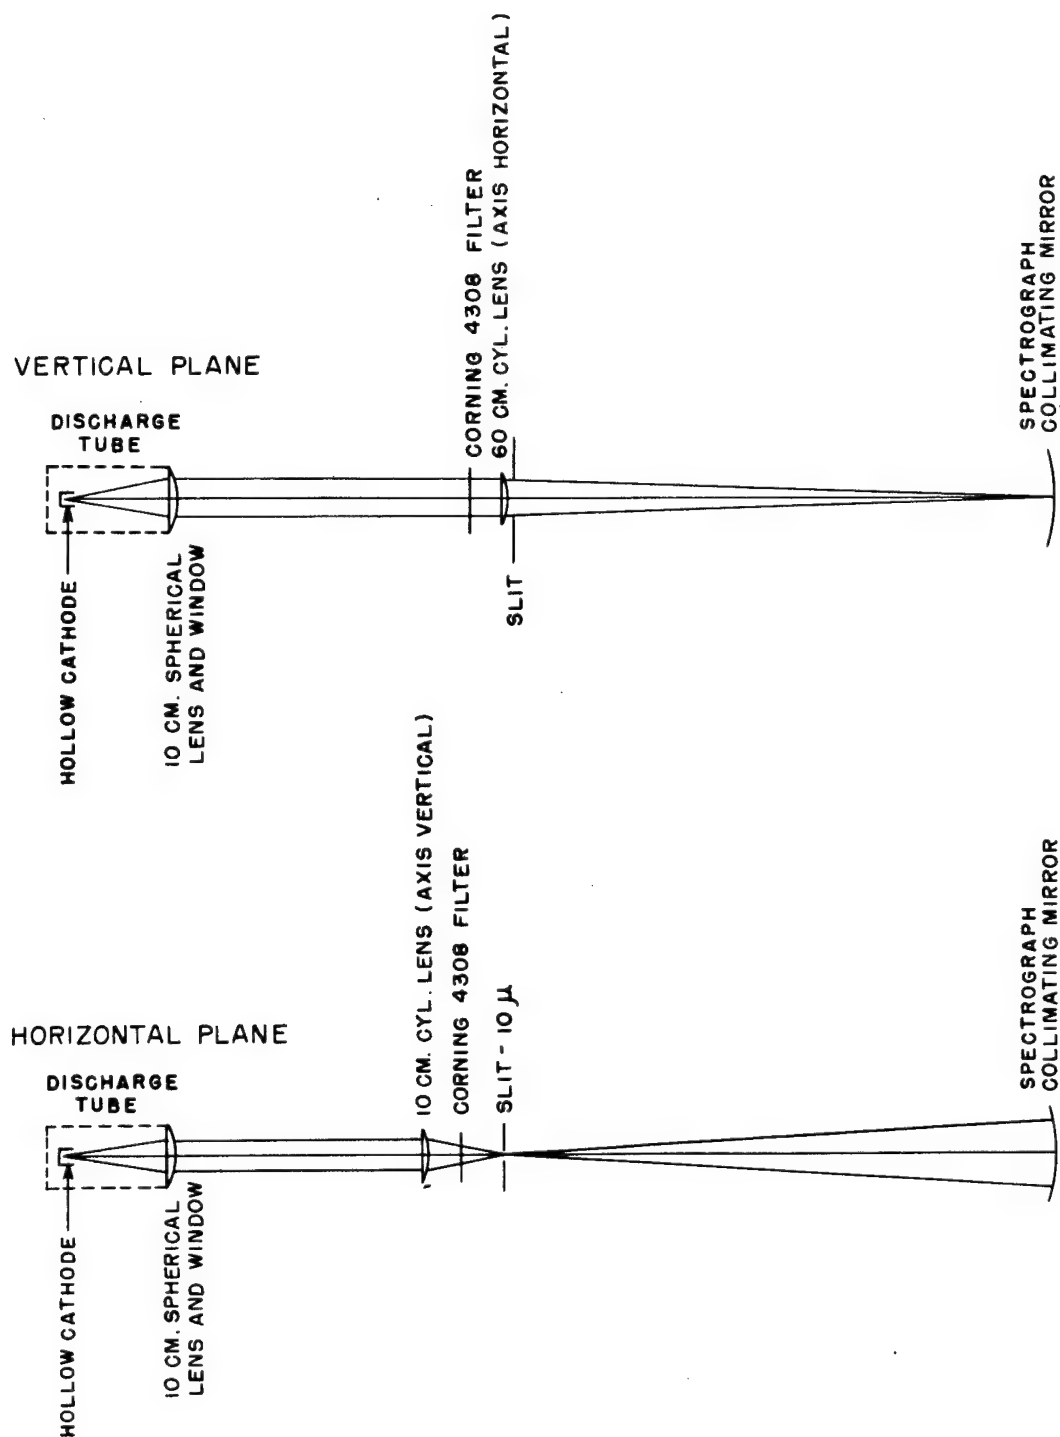 VERTICAL PLANE
DISCHARGE
TUBE
HOLLOW CATHODE
10 CM. SPHERICAL
LENS AND WINDOW
CORNING 4308 FILTER
60 CM. CYL. LENS (AXIS HORIZONTAL)
SLIT
SPECTROGRAPH
COLLIMATING MIRROR
HORIZONTAL PLANE
DISCHARGE
TUBE
HOLLOW CATHODE
10 CM. SPHERICAL
LENS AND WINDOW
10 CM. CYL. LENS (AXIS VERTICAL)
CORNING 4308 FILTER
SLIT - 10 μ
SPECTROGRAPH
COLLIMATING MIRROR